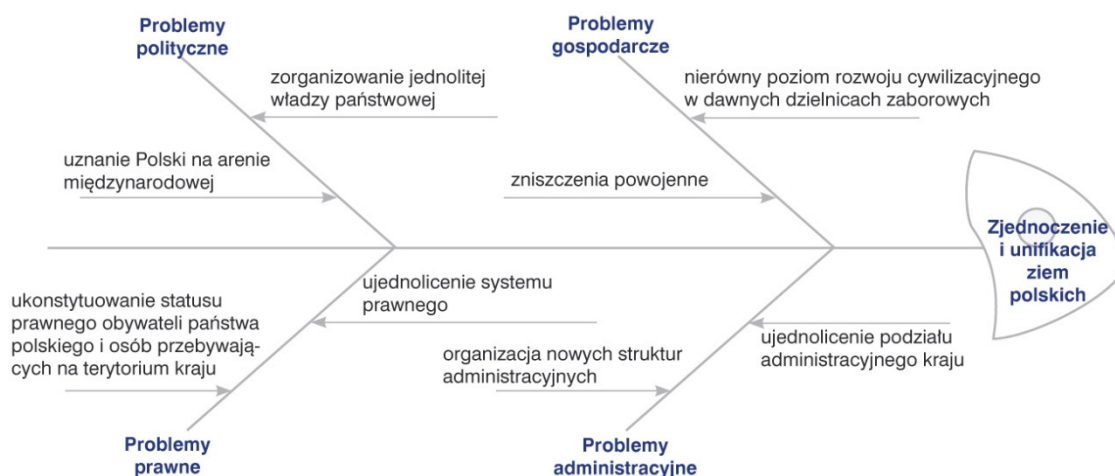 Problemy
polityczne
zorganizowanie jednolitej
władzy państwowej
uznanie Polski na arenie
międzynarodowej
Problemy
gospodarcze
nierówny poziom rozwoju cywilizacyjnego
w dawnych dzielnicach zaborowych
zniszczenia powojenne
Zjednoczenie
i unifikacja
ziem
polskich
ukonstytuowanie statusu
prawnego obywateli państwa
polskiego i osób przebywają-
cych na terytorium kraju
ujednolicenie systemu
prawnego
Problemy
prawne
organizacja nowych struktur
administracyjnych
ujednolicenie podziału
administracyjnego kraju
Problemy
administracyjne